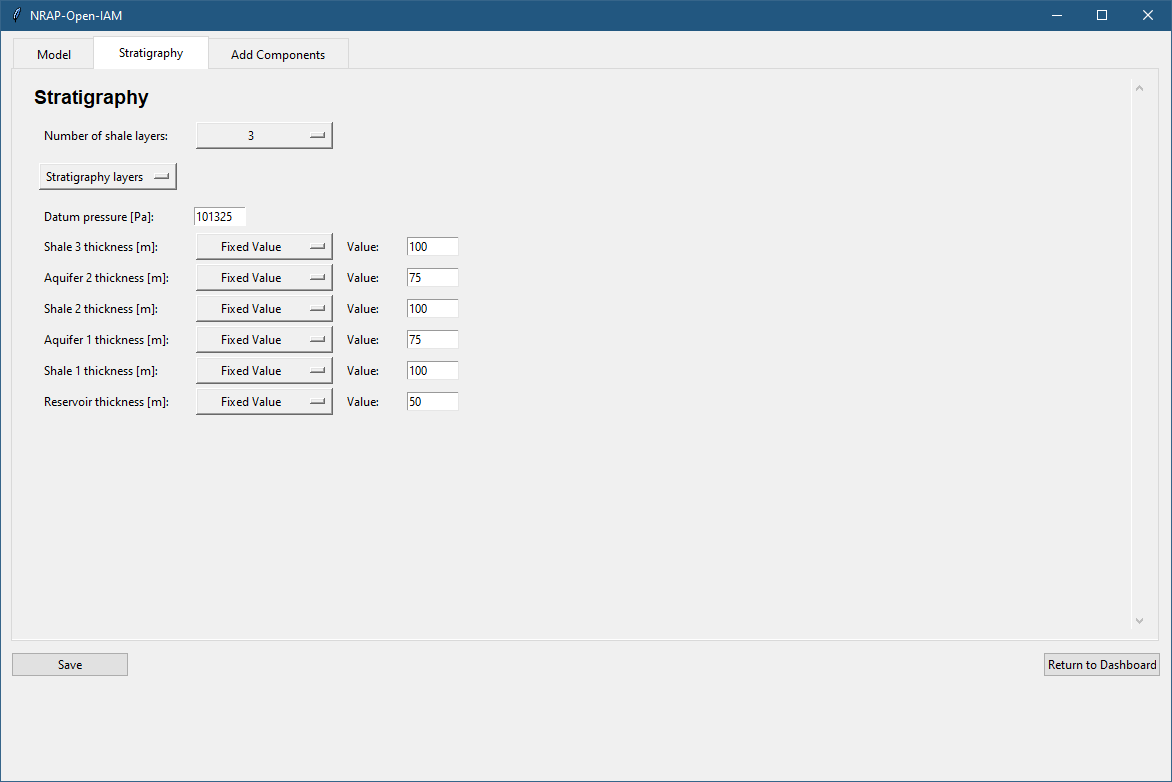 NRAP-Open-IAM
Model Stratigraphy Add Components
Stratigraphy
Number of shale layers: 3
Stratigraphy layers
Datum pressure [Pa]: 101325
Shale 3 thickness [m]: Fixed Value Value: 100
Aquifer 2 thickness [m]: Fixed Value Value: 75
Shale 2 thickness [m]: Fixed Value Value: 100
Aquifer 1 thickness [m]: Fixed Value Value: 75
Shale 1 thickness [m]: Fixed Value Value: 100
Reservoir thickness [m]: Fixed Value Value: 50
Save Return to Dashboard